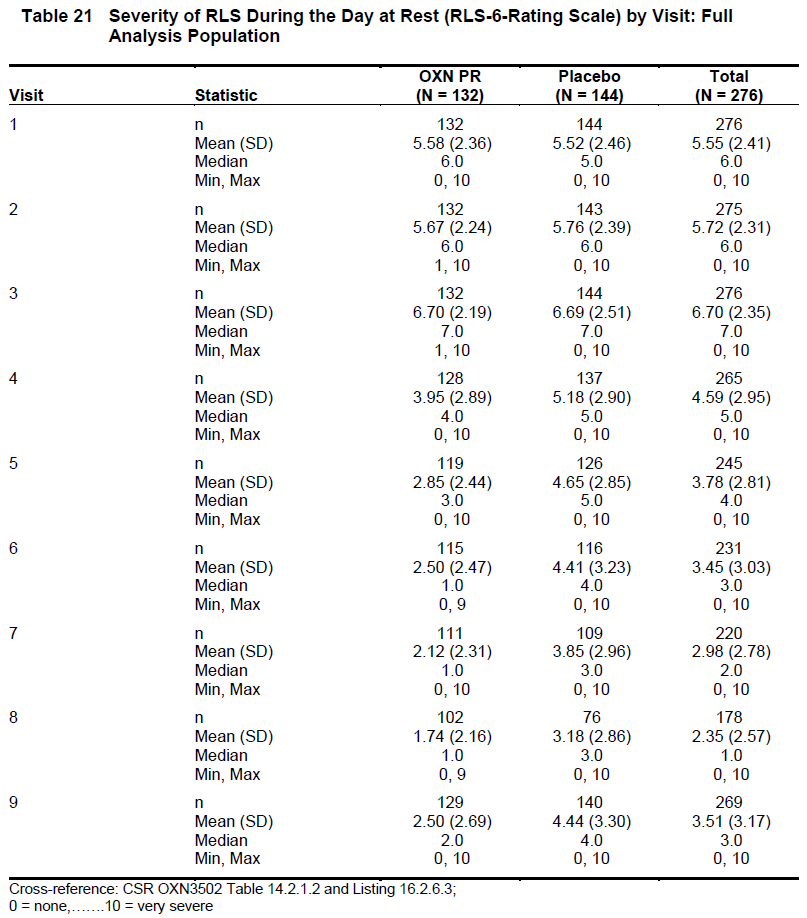 Table 21 Severity of RLS During the Day at Rest (RLS-6-Rating Scale) by Visit: Full
Analysis Population
OXN PR Placebo Total
Visit Statistic (N = 132) (N = 144) (N = 276)
1 n 132 144 276
Mean (SD) 5.58 (2.36) 5.52 (2.46) 5.55 (2.41)
Median 6.0 5.0 6.0
Min, Max 0, 10 0, 10 0, 10
2 n 132 143 275
Mean (SD) 5.67 (2.24) 5.76 (2.39) 5.72 (2.31)
Median 6.0 6.0 6.0
Min, Max 1, 10 0, 10 0, 10
3 n 132 144 276
Mean (SD) 6.70 (2.19) 6.69 (2.51) 6.70 (2.35)
Median 7.0 7.0 7.0
Min, Max 1, 10 0, 10 0, 10
4 n 128 137 265
Mean (SD) 3.95 (2.89) 5.18 (2.90) 4.59 (2.95)
Median 4.0 5.0 5.0
Min, Max 0, 10 0, 10 0, 10
5 n 119 126 245
Mean (SD) 2.85 (2.44) 4.65 (2.85) 3.78 (2.81)
Median 3.0 5.0 4.0
Min, Max 0, 10 0, 10 0, 10
6 n 115 116 231
Mean (SD) 2.50 (2.47) 4.41 (3.23) 3.45 (3.03)
Median 1.0 4.0 3.0
Min, Max 0, 9 0, 10 0, 10
7 n 111 109 220
Mean (SD) 2.12 (2.31) 3.85 (2.96) 2.98 (2.78)
Median 1.0 3.0 2.0
Min, Max 0, 10 0, 10 0, 10
8 n 102 76 178
Mean (SD) 1.74 (2.16) 3.18 (2.86) 2.35 (2.57)
Median 1.0 3.0 1.0
Min, Max 0, 9 0, 10 0, 10
9 n 129 140 269
Mean (SD) 2.50 (2.69) 4.44 (3.30) 3.51 (3.17)
Median 2.0 4.0 3.0
Min, Max 0, 10 0, 10 0, 10
Cross-reference: CSR OXN3502 Table 14.2.1.2 and Listing 16.2.6.3;
0 = none,.......10 = very severe